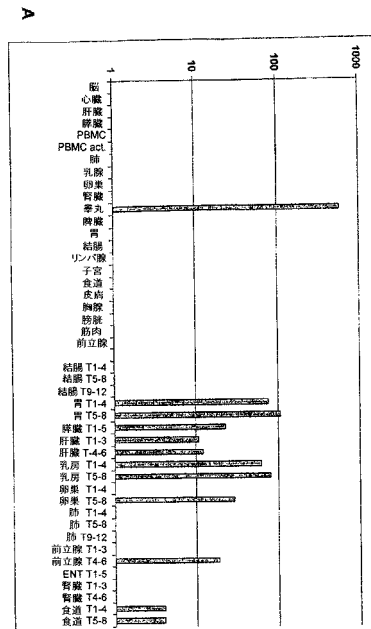 A
1
10
100
1000
脳
心臓
肝臓
膵臓
PBMC
PBMC act.
肺
乳腺
卵巣
腎臓
睾丸
脾臓
胃
結腸
リンパ腺
子宮
食道
皮膚
胸腺
膀胱
筋肉
前立腺
結腸 T1-4
結腸 T5-8
結腸 T9-12
胃 T1-4
胃 T5-8
膵臓 T1-5
肝臓 T1-3
肝臓 T-4-6
乳房 T1-4
乳房 T5-8
卵巣 T1-4
卵巣 T5-8
肺 T1-4
肺 T5-8
肺 T9-12
前立腺 T1-3
前立腺 T4-6
ENT T1-5
腎臓 T1-3
腎臓 T4-6
食道 T1-4
食道 T5-8